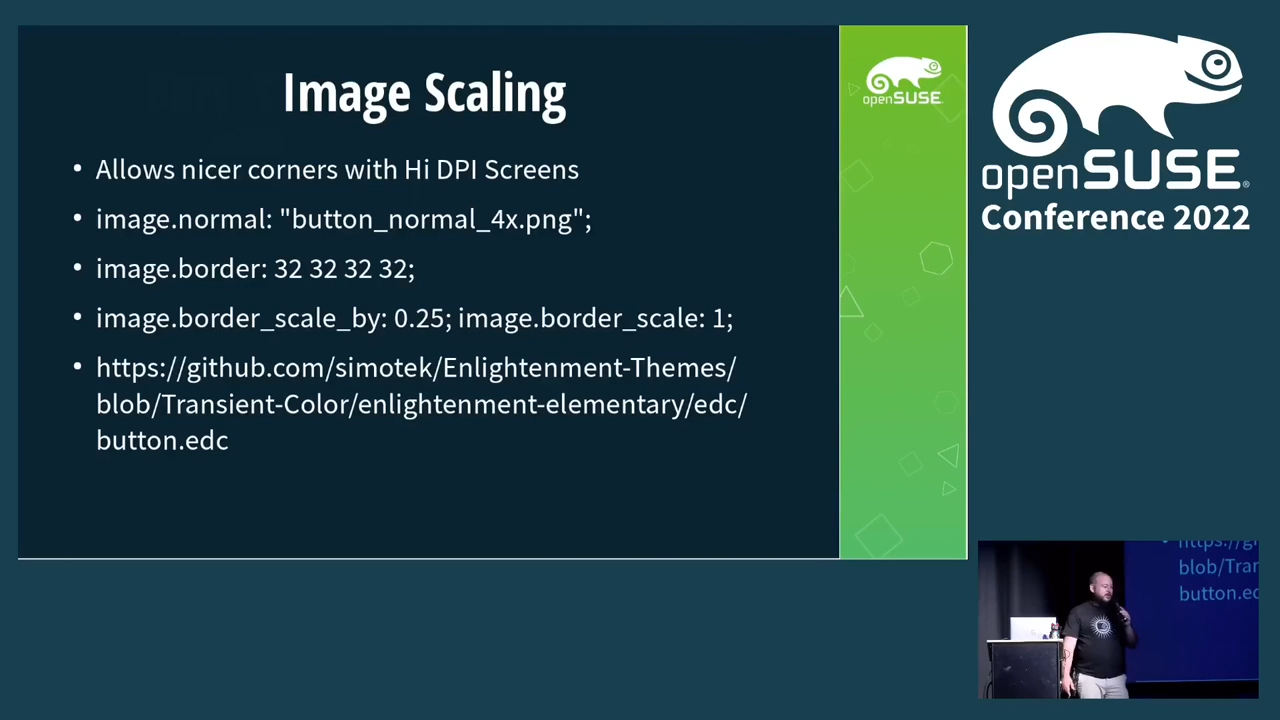 Image Scaling
• Allows nicer corners with Hi DPI Screens
• image.normal: "button_normal_4x.png";
• image.border: 32 32 32 32;
• image.border_scale_by: 0.25; image.border_scale: 1;
• https://github.com/simotek/Enlightenment-Themes/
blob/Transient-Color/enlightenment-elementary/edc/
button.edc
openSUSE
openSUSE®
Conference 2022
blob/Tran
button.ed